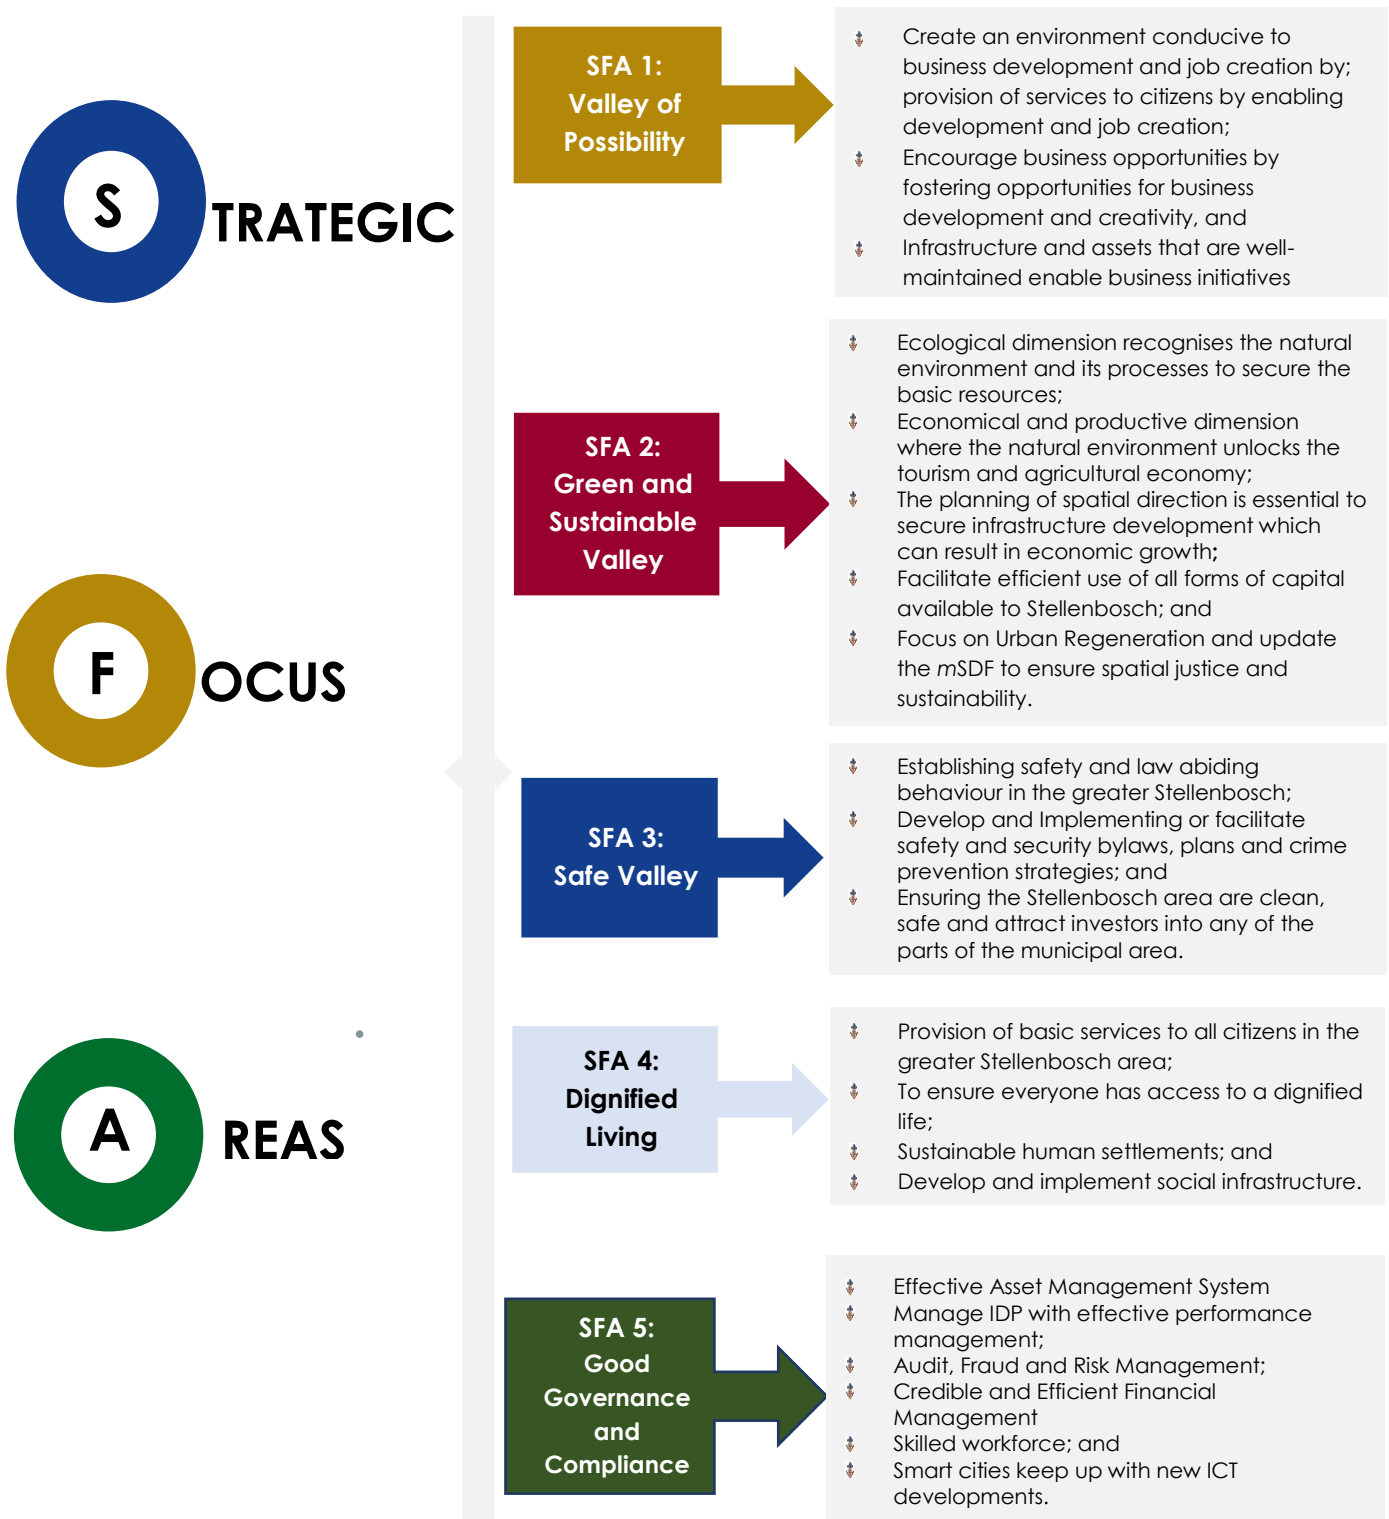 STRATEGIC
FOCUS
AREAS
SFA 1:
Valley of
Possibility
Create an environment conducive to
business development and job creation by;
provision of services to citizens by enabling
development and job creation;
Encourage business opportunities by
fostering opportunities for business
development and creativity, and
Infrastructure and assets that are well-
maintained enable business initiatives
SFA 2:
Green and
Sustainable
Valley
Ecological dimension recognises the natural
environment and its processes to secure the
basic resources;
Economical and productive dimension
where the natural environment unlocks the
tourism and agricultural economy;
The planning of spatial direction is essential to
secure infrastructure development which
can result in economic growth;
Facilitate efficient use of all forms of capital
available to Stellenbosch; and
Focus on Urban Regeneration and update
the mSDF to ensure spatial justice and
sustainability.
SFA 3:
Safe Valley
Establishing safety and law abiding
behaviour in the greater Stellenbosch;
Develop and Implementing or facilitate
safety and security bylaws, plans and crime
prevention strategies; and
Ensuring the Stellenbosch area are clean,
safe and attract investors into any of the
parts of the municipal area.
SFA 4:
Dignified
Living
Provision of basic services to all citizens in the
greater Stellenbosch area;
To ensure everyone has access to a dignified
life;
Sustainable human settlements; and
Develop and implement social infrastructure.
SFA 5:
Good
Governance
and
Compliance
Effective Asset Management System
Manage IDP with effective performance
management;
Audit, Fraud and Risk Management;
Credible and Efficient Financial
Management
Skilled workforce; and
Smart cities keep up with new ICT
developments.